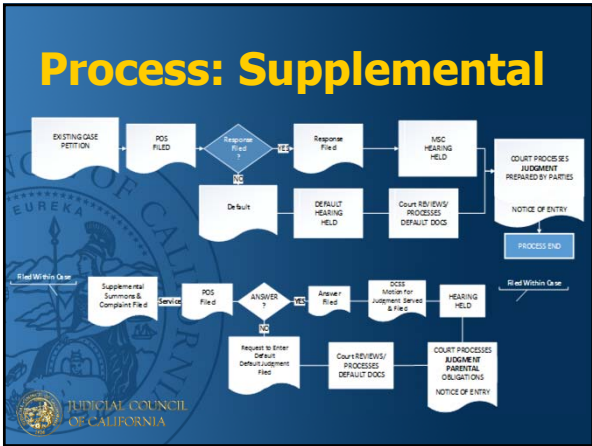 Process: Supplemental
EXISTING CASE
PETITION
POS
FILED
Response
Filed
?
YES
Response
Filed
MSC
HEARING
HELD
COURT PROCESSES
JUDGMENT
PREPARED BY PARTIES
NOTICE OF ENTRY
NO
Default
DEFAULT
HEARING
HELD
Court REVIEWS/
PROCESSES
DEFAULT DOCS
PROCESS END
Filed Within Case
Supplemental
Summons &
Complaint Filed
Service
POS
Filed
ANSWER
?
YES
Answer
Filed
DCSS
Motion for
Judgment Served
& Filed
HEARING
HELD
Filed Within Case
NO
Request to Enter
Default
Default Judgment
Filed
Court REVIEWS/
PROCESSES
DEFAULT DOCS
COURT PROCESSES
JUDGMENT
PARENTAL
OBLIGATIONS
NOTICE OF ENTRY
EUREKA
JUDICIAL COUNCIL
OF CALIFORNIA